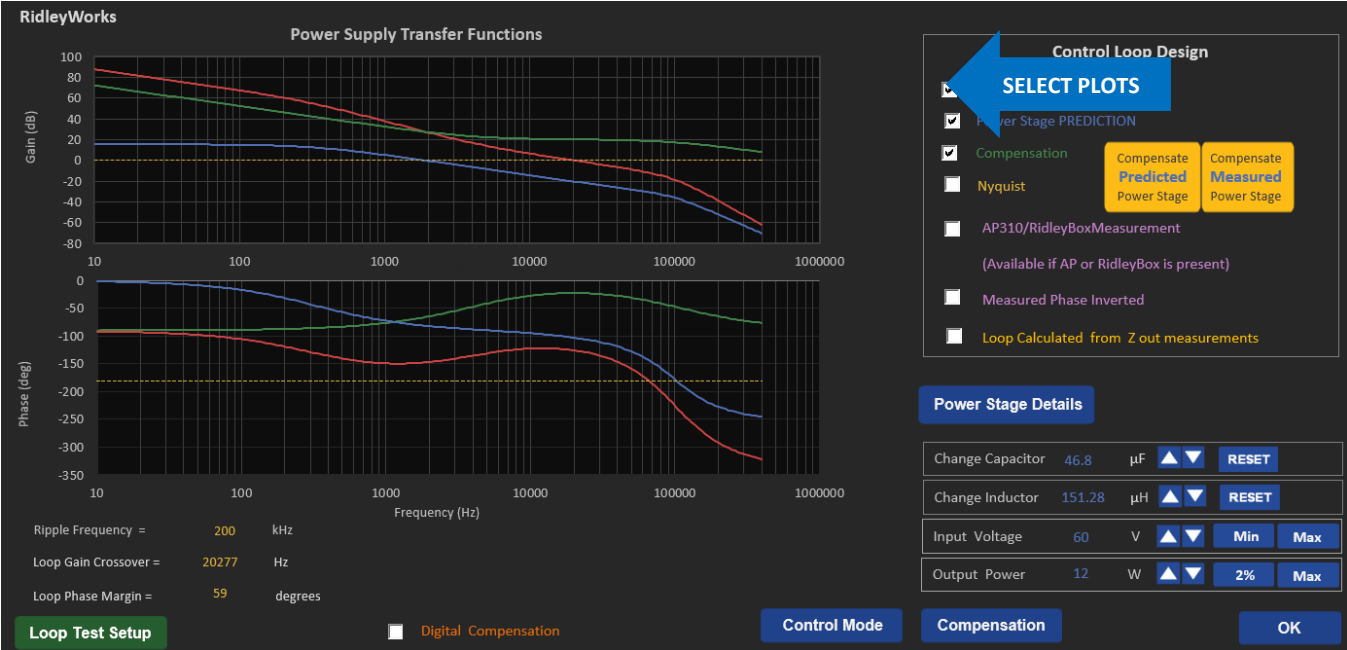 RidleyWorks
Power Supply Transfer Functions
Gain (dB)
100
80
60
40
20
0
-20
-40
-60
-80
10 100 1000 10000 100000 1000000
Phase (deg)
0
-50
-100
-150
-200
-250
-300
-350
10 100 1000 10000 100000 1000000
Frequency (Hz)
Ripple Frequency = 200 kHz
Loop Gain Crossover = 20277 Hz
Loop Phase Margin = 59 degrees
Loop Test Setup
Digital Compensation
Control Loop Design
SELECT PLOTS
Stage PREDICTION
Compensation
Nyquist
Compensate
Predicted
Power Stage
Compensate
Measured
Power Stage
AP310/RidleyBoxMeasurement
(Available if AP or RidleyBox is present)
Measured Phase Inverted
Loop Calculated from Z out measurements
Power Stage Details
Change Capacitor 46.8 µF RESET
Change Inductor 151.28 µH RESET
Input Voltage 60 V Min Max
Output Power 12 W 2% Max
Control Mode
Compensation
OK